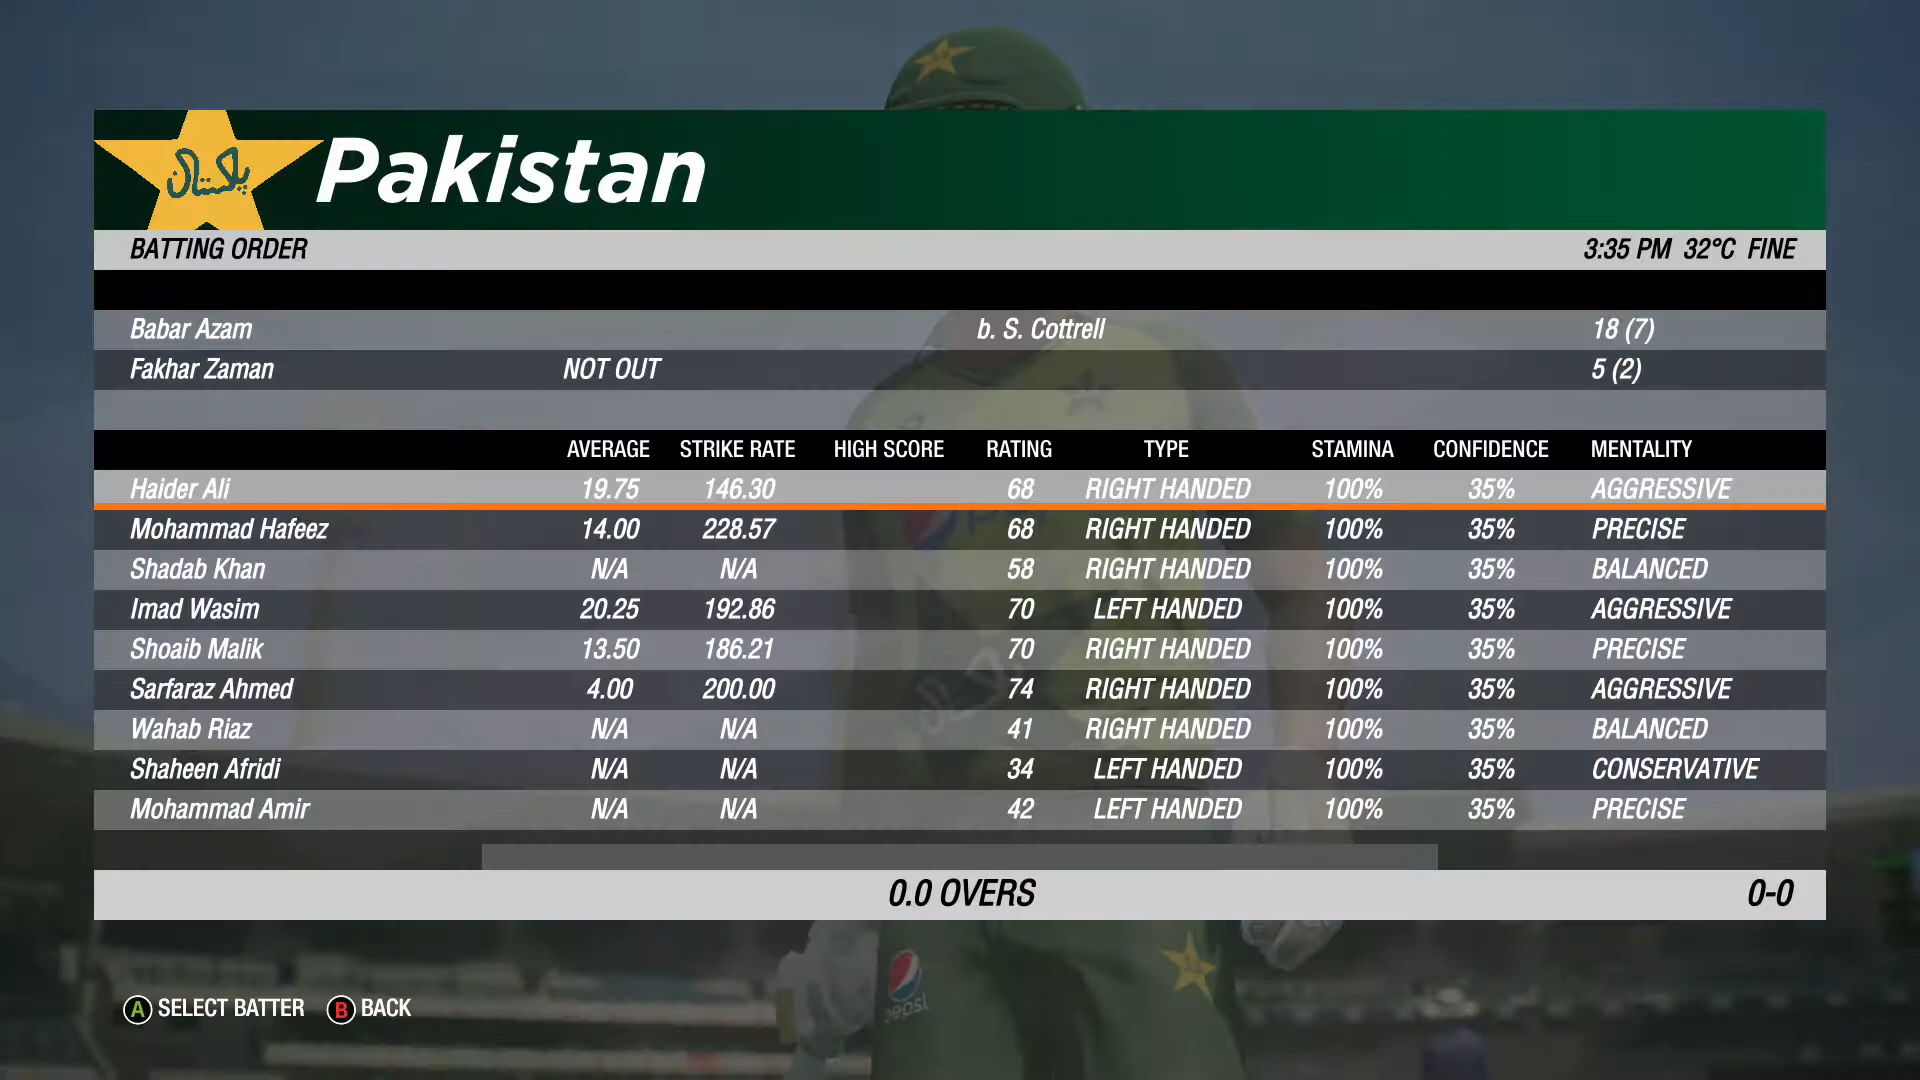 پاکستان
Pakistan
BATTING ORDER 3:35 PM 32°C FINE
Babar Azam b. S. Cottrell 18 (7)
Fakhar Zaman NOT OUT 5 (2)
AVERAGE STRIKE RATE HIGH SCORE RATING TYPE STAMINA CONFIDENCE MENTALITY
Haider Ali 19.75 146.30 68 RIGHT HANDED 100% 35% AGGRESSIVE
Mohammad Hafeez 14.00 228.57 68 RIGHT HANDED 100% 35% PRECISE
Shadab Khan N/A N/A 58 RIGHT HANDED 100% 35% BALANCED
Imad Wasim 20.25 192.86 70 LEFT HANDED 100% 35% AGGRESSIVE
Shoaib Malik 13.50 186.21 70 RIGHT HANDED 100% 35% PRECISE
Sarfaraz Ahmed 4.00 200.00 74 RIGHT HANDED 100% 35% AGGRESSIVE
Wahab Riaz N/A N/A 41 RIGHT HANDED 100% 35% BALANCED
Shaheen Afridi N/A N/A 34 LEFT HANDED 100% 35% CONSERVATIVE
Mohammad Amir N/A N/A 42 LEFT HANDED 100% 35% PRECISE
0.0 OVERS 0-0
pepsi
A SELECT BATTER B BACK